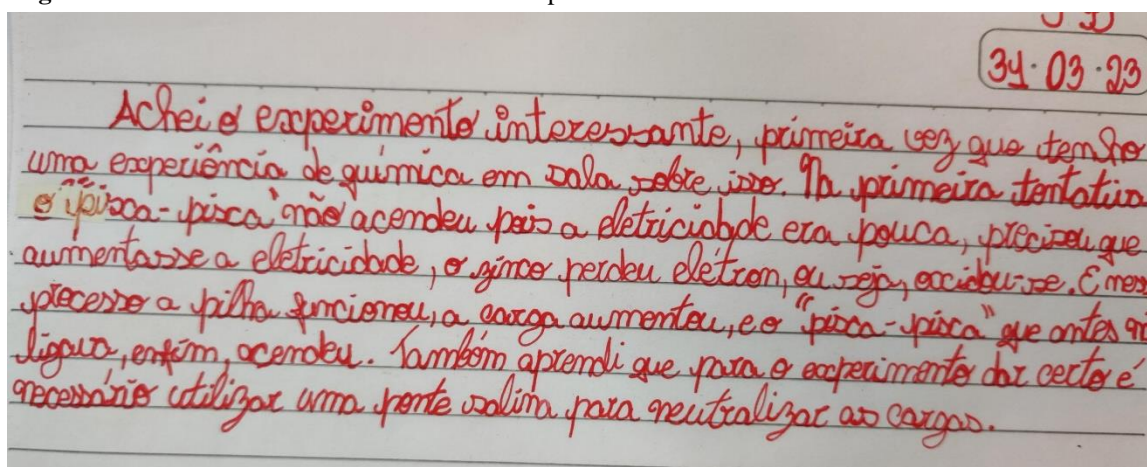 31.03.23
Achei o experimento interessante, primeira vez que tenho
uma experiência de química em sala sobre isso. Na primeira tentativa
o "pisca-pisca" não acendeu pois a eletricidade era pouca, precisou que
aumentasse a eletricidade, o zinco perdeu elétron, ou seja, oxidou-se. E
processo a pilha funcionou, a carga aumentou, e o "pisca-pisca" que antes
ligava, enfim, acendeu. Também aprendi que para o experimento dar certo é
necessário utilizar uma ponte salina para neutralizar as cargas.